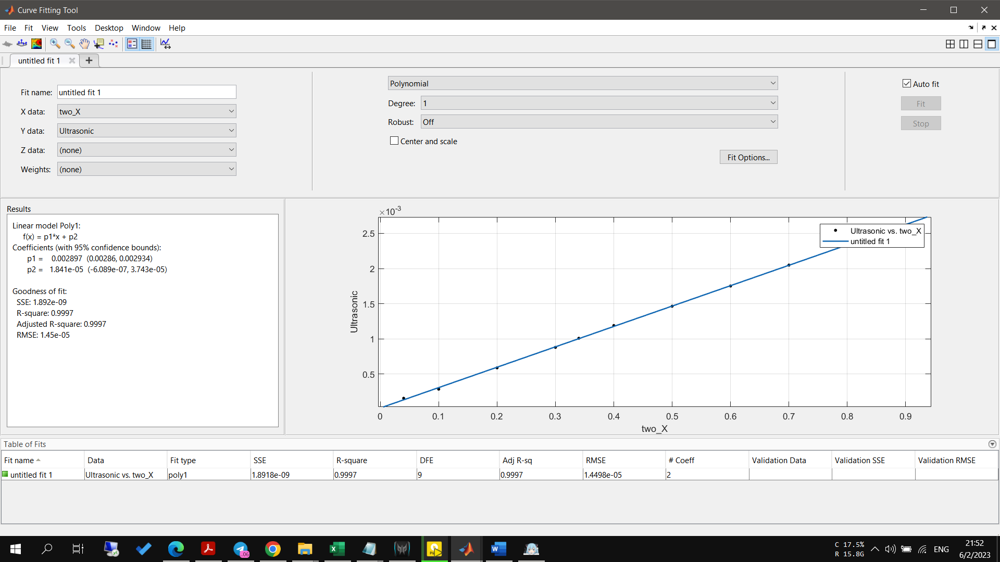 Curve Fitting Tool
File Fit View Tools Desktop Window Help
untitled fit 1
Fit name: untitled fit 1
X data: two_X
Y data: Ultrasonic
Z data: (none)
Weights: (none)
Polynomial
Degree: 1
Robust: Off
Center and scale
Fit Options...
Auto fit
Fit
Stop
Results
Linear model Poly1:
f(x) = p1*x + p2
Coefficients (with 95% confidence bounds):
p1 = 0.002897 (0.00286, 0.002934)
p2 = 1.841e-05 (-6.089e-07, 3.743e-05)
Goodness of fit:
SSE: 1.892e-09
R-square: 0.9997
Adjusted R-square: 0.9997
RMSE: 1.45e-05
×10-3
2.5
2
1.5
1
0.5
Ultrasonic
Ultrasonic vs. two_X
untitled fit 1
0 0.1 0.2 0.3 0.4 0.5 0.6 0.7 0.8 0.9
two_X
Table of Fits
Fit name Data Fit type SSE R-square DFE Adj R-sq RMSE # Coeff Validation Data Validation SSE Validation RMSE
untitled fit 1 Ultrasonic vs. two_X poly1 1.8918e-09 0.9997 9 0.9997 1.4498e-05 2
..06
C 17.5%
R 15.8G
ENG
21:52
6/2/2023